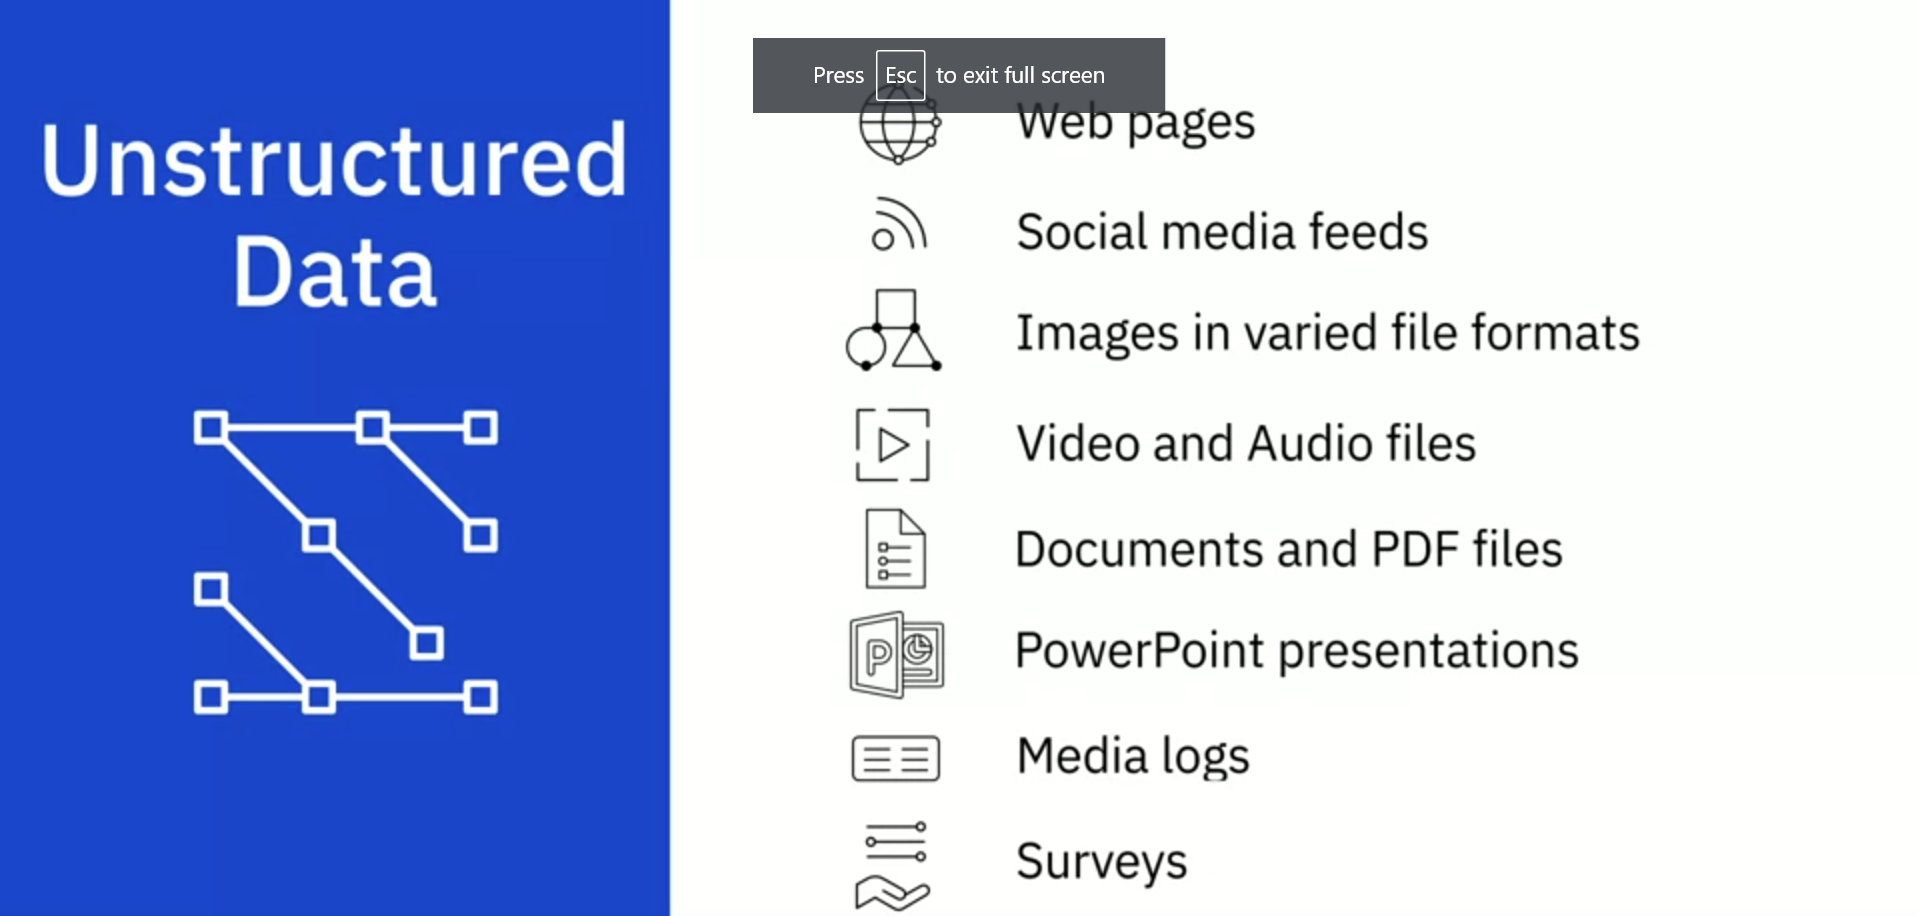 Unstructured
Data
Press Esc to exit full screen
Web pages
Social media feeds
Images in varied file formats
Video and Audio files
Documents and PDF files
P
PowerPoint presentations
Media logs
Surveys